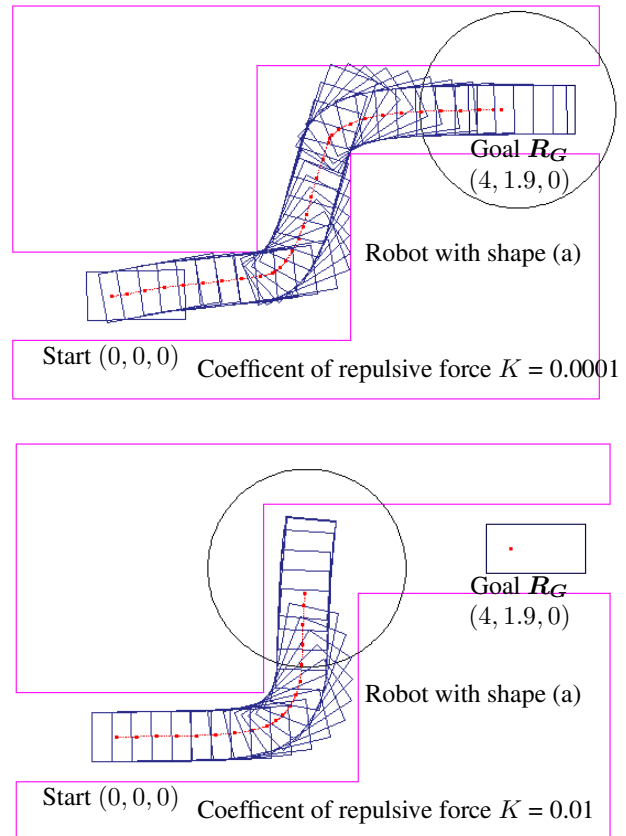 Goal R_G
(4, 1.9, 0)
Robot with shape (a)
Start (0, 0, 0)
Coefficent of repulsive force K = 0.0001
Goal R_G
(4, 1.9, 0)
Robot with shape (a)
Start (0, 0, 0)
Coefficent of repulsive force K = 0.01